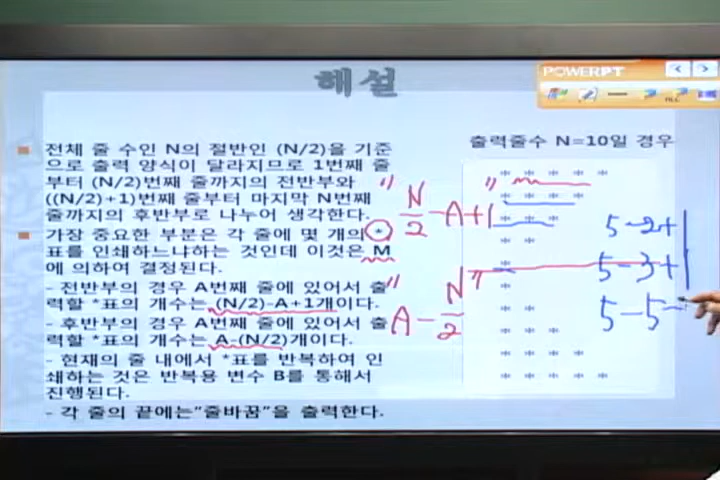 해설
POWERPT
전체 줄 수인 N의 절반인 (N/2)을 기준
으로 출력 양식이 달라지므로 1번째 줄
부터 (N/2)번째 줄까지의 전반부와
((N/2)+1)번째 줄부터 마지막 N번째
줄까지의 후반부로 나누어 생각한다.
가장 중요한 부분은 각 줄에 몇 개의 *
표를 인쇄하느냐하는 것인데 이것은 M
에 의하여 결정된다.
- 전반부의 경우 A번째 줄에 있어서 출
력할 *표의 개수는 (N/2)-A+1개이다.
- 후반부의 경우 A번째 줄에 있어서 출
력할 *표의 개수는 A-(N/2)개이다.
- 현재의 줄 내에서 *표를 반복하여 인
쇄하는 것은 반복용 변수 B를 통해서
진행된다.
- 각 줄의 끝에는"줄바꿈"을 출력한다.
" N/2 -A+1 "
" A - N/2 "
출력줄수 N=10일 경우
* * * * *
* * * *
* * *
* *
*
*
* *
* * *
* * * *
* * * * *
5-2+1
5-3+1
5-5+